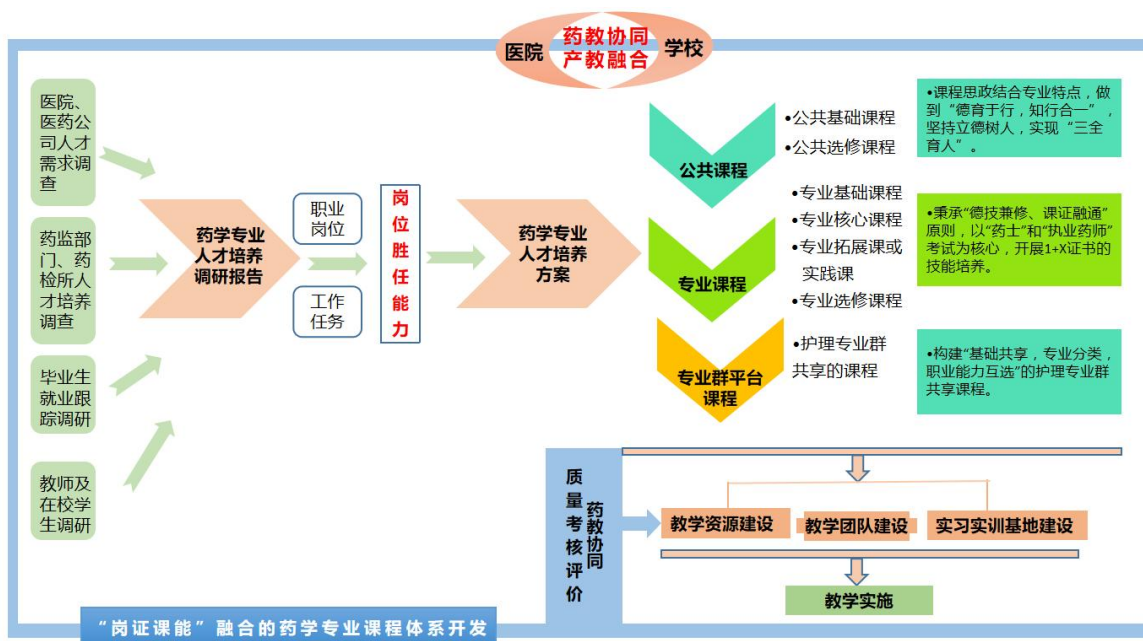 医院
药教协同
产教融合
学校
医院、
医药公
司人才
需求调
查
药监部
门、药
检所人
才培养
调查
毕业生
就业跟
踪调研
教师及
在校学
生调研
药学专业
人才培养
调研报告
职业
岗位
工作
任务
岗位胜任能力
药学专业
人才培养
方案
公共课程
•公共基础课程
•公共选修课程
•课程思政结合专业特点，做
到“德育于行，知行合一”，
坚持立德树人，实现“三全
育人”。
专业课程
•专业基础课程
•专业核心课程
•专业拓展课或
实践课
•专业选修课程
•秉承“德技兼修、课证融通”
原则，以“药士”和“执业药师”
考试为核心，开展1+X证书的
技能培养。
专业群平台
课程
•护理专业群
共享的课程
•构建“基础共享，专业分类，
职业能力互选”的护理专业群
共享课程。
药教协同
质量考核评价
教学资源建设
教学团队建设
实习实训基地建设
教学实施
“岗证课能”融合的药学专业课程体系开发